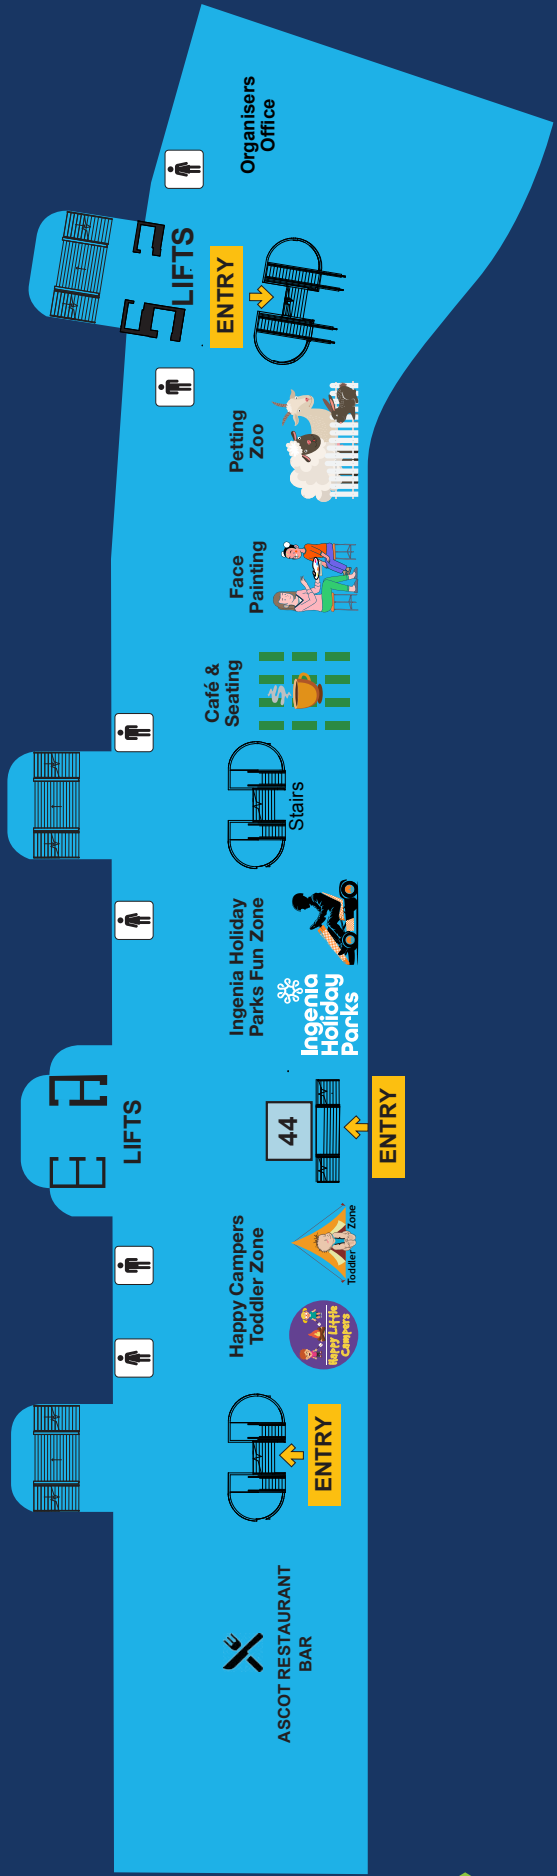 Organisers
Office
LIFTS
ENTRY
Petting
Zoo
Face
Painting
Café &
Seating
Stairs
Ingenia Holiday
Parks Fun Zone
Ingenia
Holiday
Parks
LIFTS
44
ENTRY
Happy Campers
Toddler Zone
Toddler Zone
Happy Little
Campers
ENTRY
ASCOT RESTAURANT
BAR